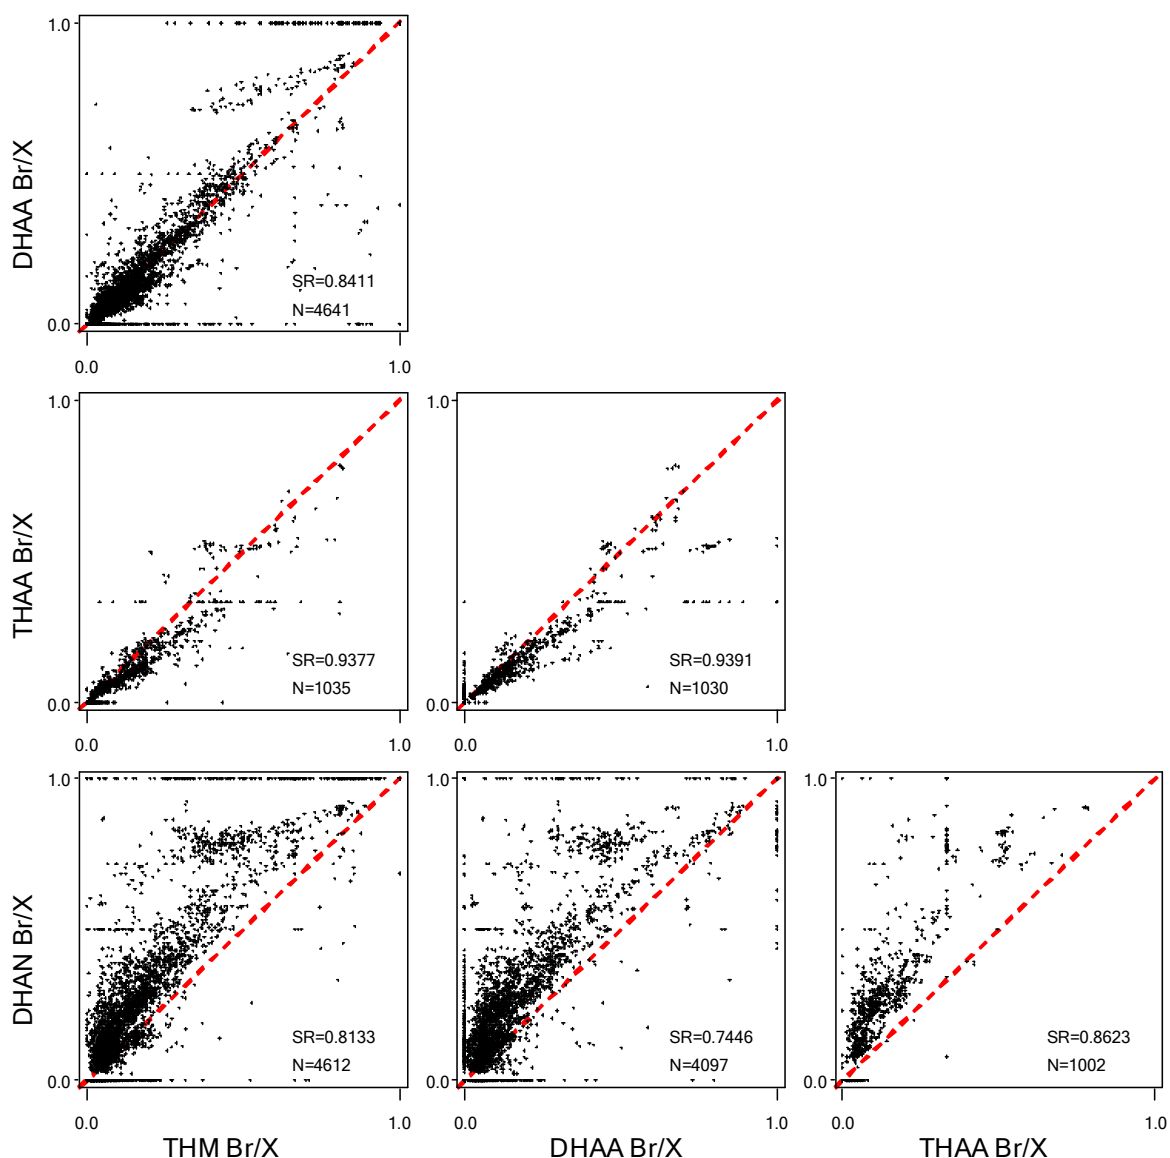 1.0
DHAA Br/X
SR=0.8411
N=4641
0.0
0.0 1.0
1.0 1.0
THAA Br/X
SR=0.9377 SR=0.9391
N=1035 N=1030
0.0 0.0
0.0 1.0 0.0 1.0
1.0 1.0 1.0
DHAN Br/X
SR=0.8133 SR=0.7446 SR=0.8623
N=4612 N=4097 N=1002
0.0 0.0 0.0
0.0 1.0 0.0 1.0 0.0 1.0
THM Br/X DHAA Br/X THAA Br/X